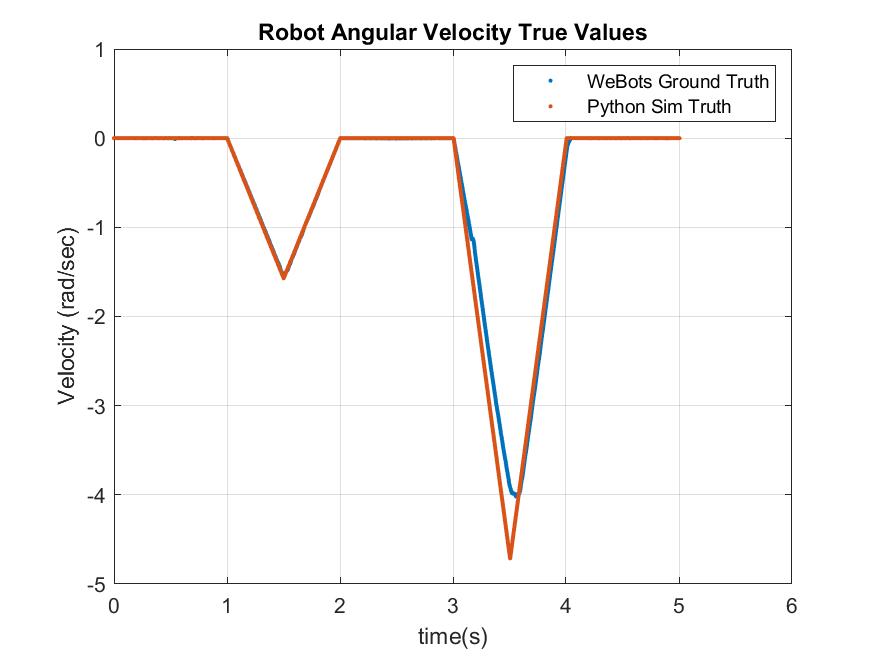 Robot Angular Velocity True Values
WeBots Ground Truth
Python Sim Truth
1
0
-1
-2
-3
-4
-5
Velocity (rad/sec)
0 1 2 3 4 5 6
time(s)